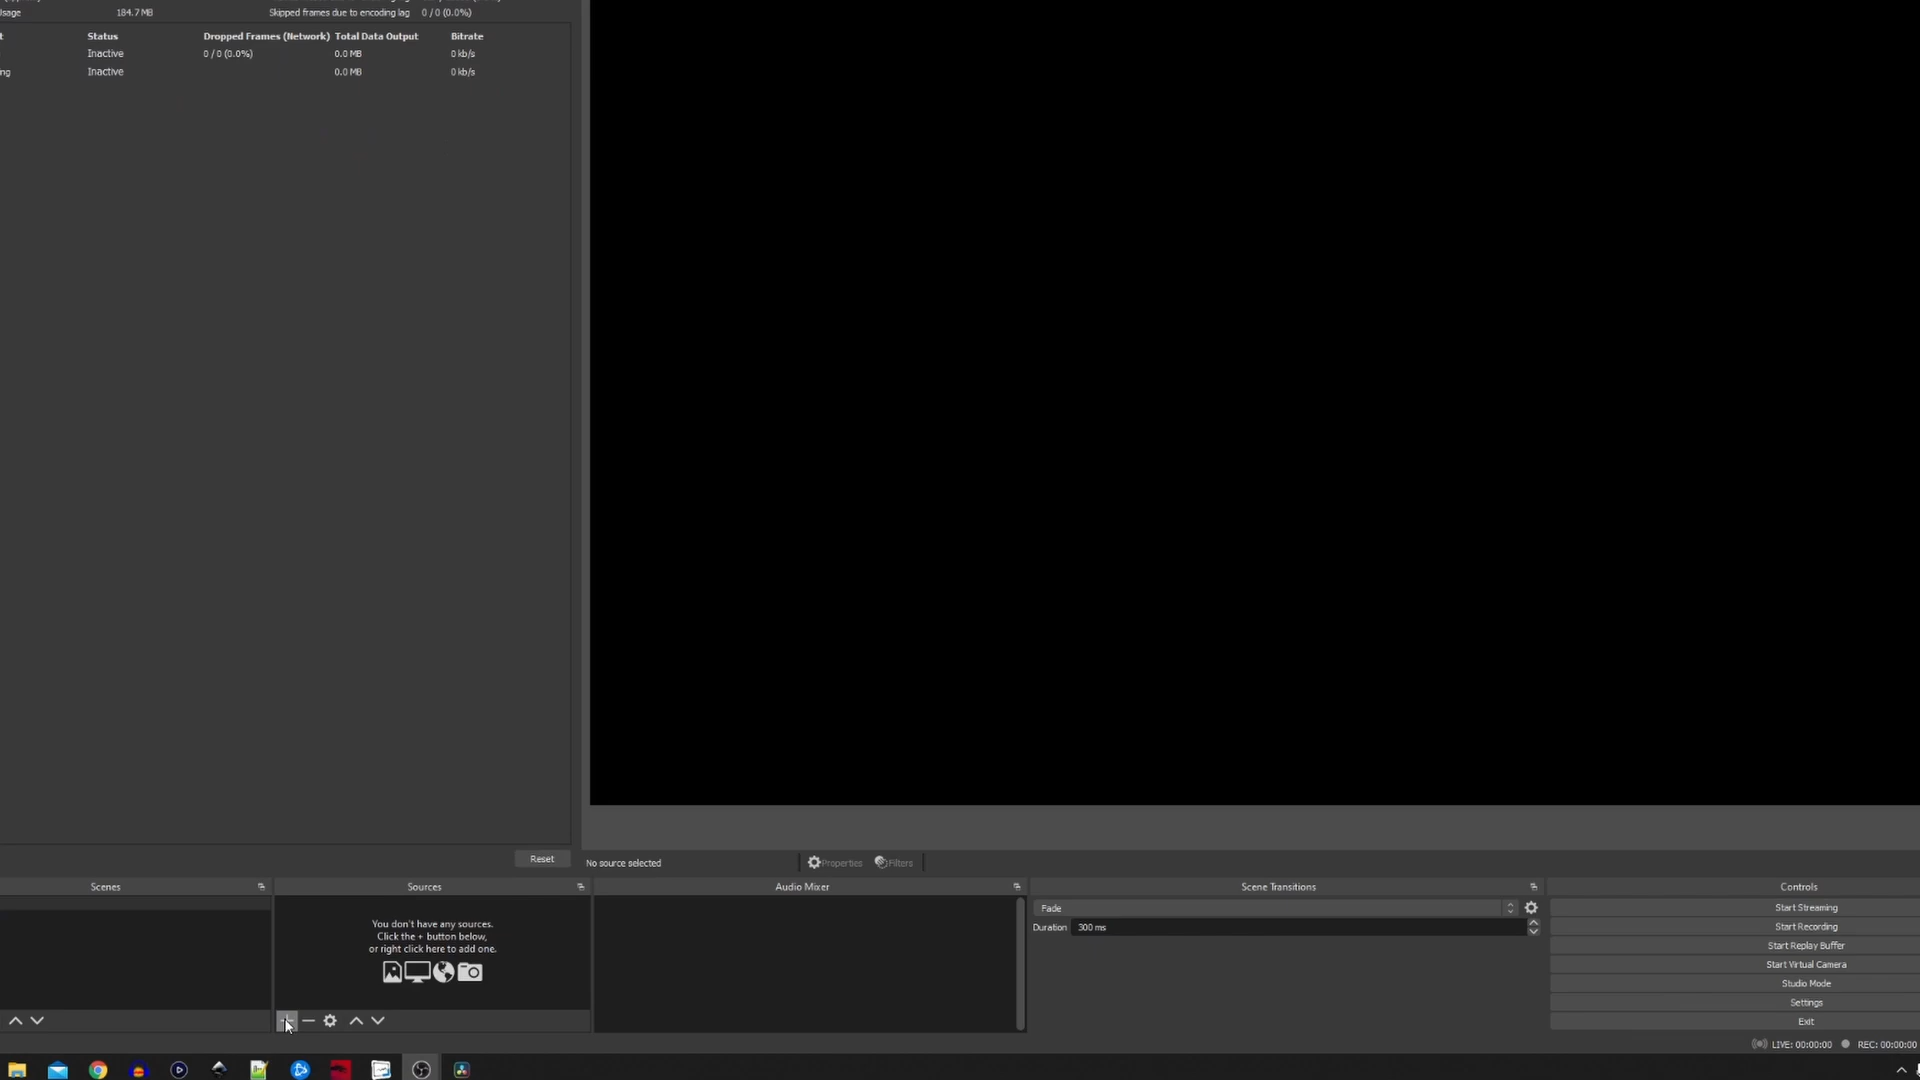 Usage 184.7 MB Skipped frames due to encoding lag 0 / 0 (0.0%)
Status Dropped Frames (Network) Total Data Output Bitrate
Inactive 0 / 0 (0.0%) 0.0 MB 0 kb/s
ng Inactive 0.0 MB 0 kb/s
Reset
No source selected Properties Filters
Scenes Sources Audio Mixer Scene Transitions Controls
You don't have any sources.
Click the + button below,
or right click here to add one.
Fade
Duration 300 ms
Start Streaming
Start Recording
Start Replay Buffer
Start Virtual Camera
Studio Mode
Settings
Exit
LIVE: 00:00:00 REC: 00:00:00